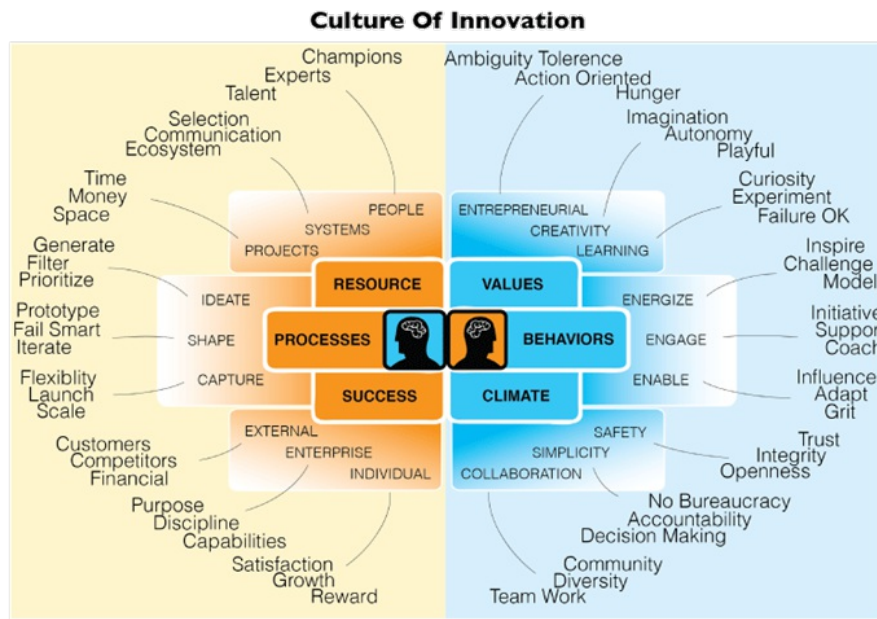 Culture Of Innovation
Champions
Experts
Talent
Selection
Communication
Ecosystem
Time
Money
Space
PEOPLE
SYSTEMS
PROJECTS
RESOURCE
Generate
Filter
Prioritize
Prototype
Fail Smart
Iterate
Flexiblity
Launch
Scale
IDEATE
SHAPE
CAPTURE
PROCESSES
SUCCESS
EXTERNAL
ENTERPRISE
INDIVIDUAL
Customers
Competitors
Financial
Purpose
Discipline
Capabilities
Satisfaction
Growth
Reward
Ambiguity Tolerence
Action Oriented
Hunger
Imagination
Autonomy
Playful
Curiosity
Experiment
Failure OK
ENTREPRENEURIAL
CREATIVITY
LEARNING
VALUES
Inspire
Challenge
Model
Initiative
Suppor
Coach
Influence
Adapt
Grit
ENERGIZE
ENGAGE
ENABLE
BEHAVIORS
CLIMATE
SAFETY
SIMPLICITY
COLLABORATION
Trust
Integrity
Openness
No Bureaucracy
Accountability
Decision Making
Community
Diversity
Team Work